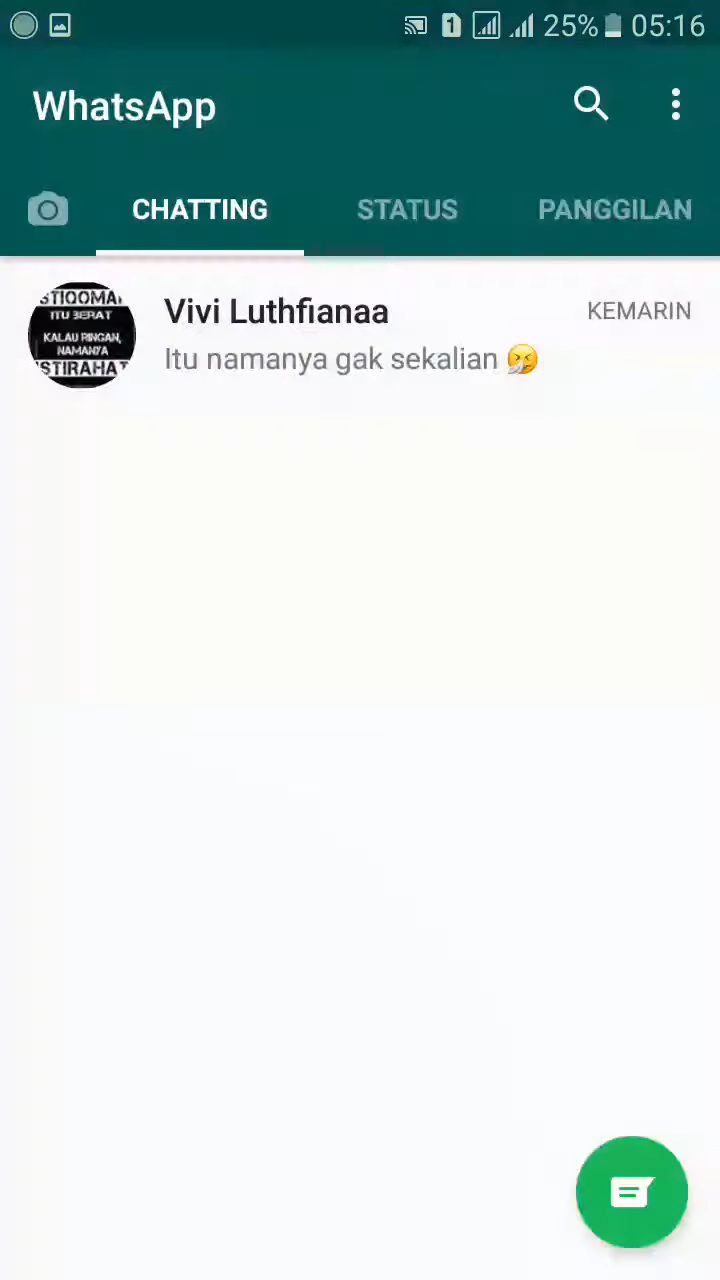 1 25% 05:16
WhatsApp
CHATTING STATUS PANGGILAN
ITU BERAT
KALAU RINGAN,
NAMANYA
Vivi Luthfianaa KEMARIN
Itu namanya gak sekalian 🤧